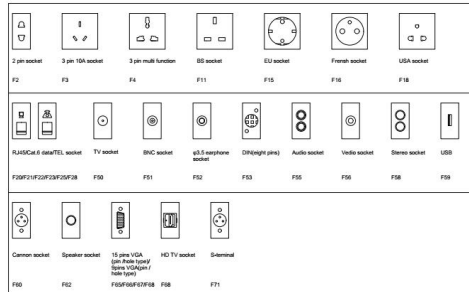 2 pin socket 3 pin 10A socket 3 pin multi function BS socket EU socket Frensh socket USA socket
F2 F3 F4 F11 F15 F16 F18
RJ45/Cat.6 data/TEL socket TV socket BNC socket φ3.5 earphone socket DIN(eight pins) Audio socket Vedio socket Stereo socket USB
F20/F21/F22/F23/F25/F28 F50 F51 F52 F53 F55 F56 F58 F59
Cannon socket Speaker socket 15 pins VGA (pin /hole type)/ 9pins VGA(pin / hole type) HD TV socket S-teminal
F60 F62 F65/F66/F67/F68 F68 F71